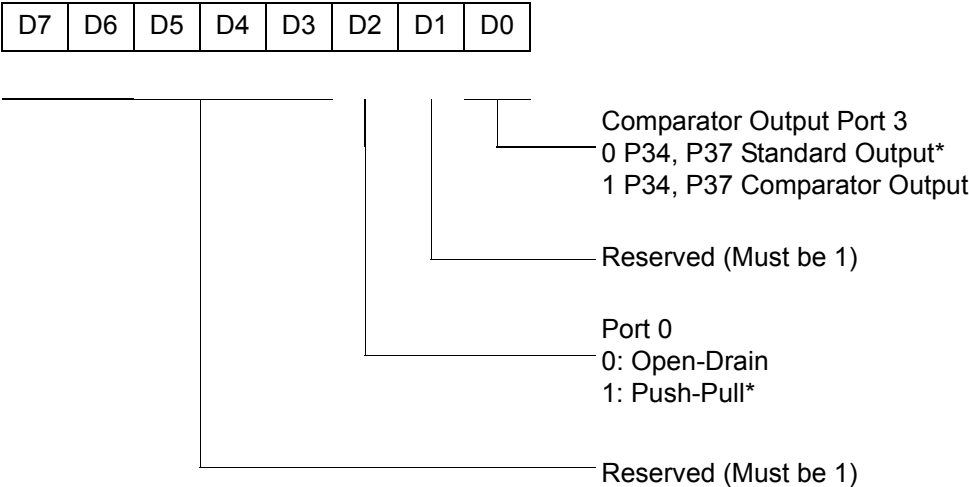 D7 D6 D5 D4 D3 D2 D1 D0
Comparator Output Port 3
0 P34, P37 Standard Output*
1 P34, P37 Comparator Output
Reserved (Must be 1)
Port 0
0: Open-Drain
1: Push-Pull*
Reserved (Must be 1)